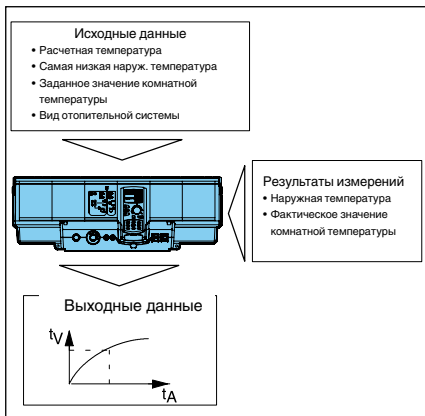 Исходные данные
• Расчетная температура
• Самая низкая наруж. температура
• Заданное значение комнатной
температуры
• Вид отопительной системы
Результаты измерений
• Наружная температура
• Фактическое значение
комнатной температуры
Выходные данные
tV
tA